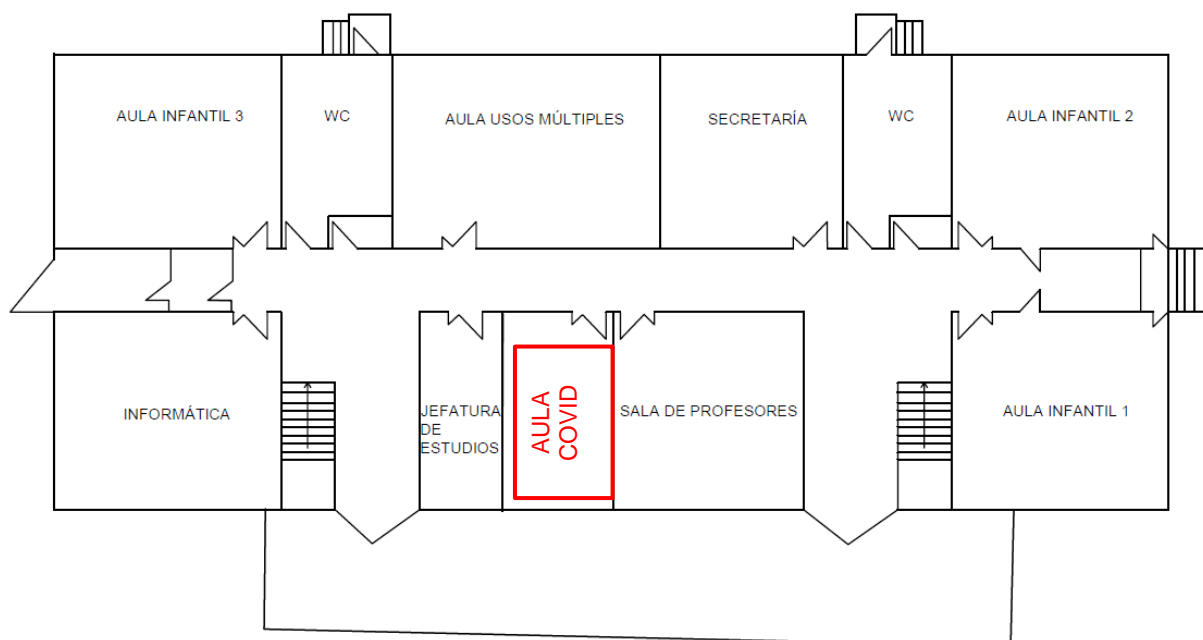 AULA INFANTIL 3
WC
AULA USOS MÚLTIPLES
SECRETARÍA
WC
AULA INFANTIL 2
INFORMÁTICA
JEFATURA
DE
ESTUDIOS
AULA
COVID
SALA DE PROFESORES
AULA INFANTIL 1